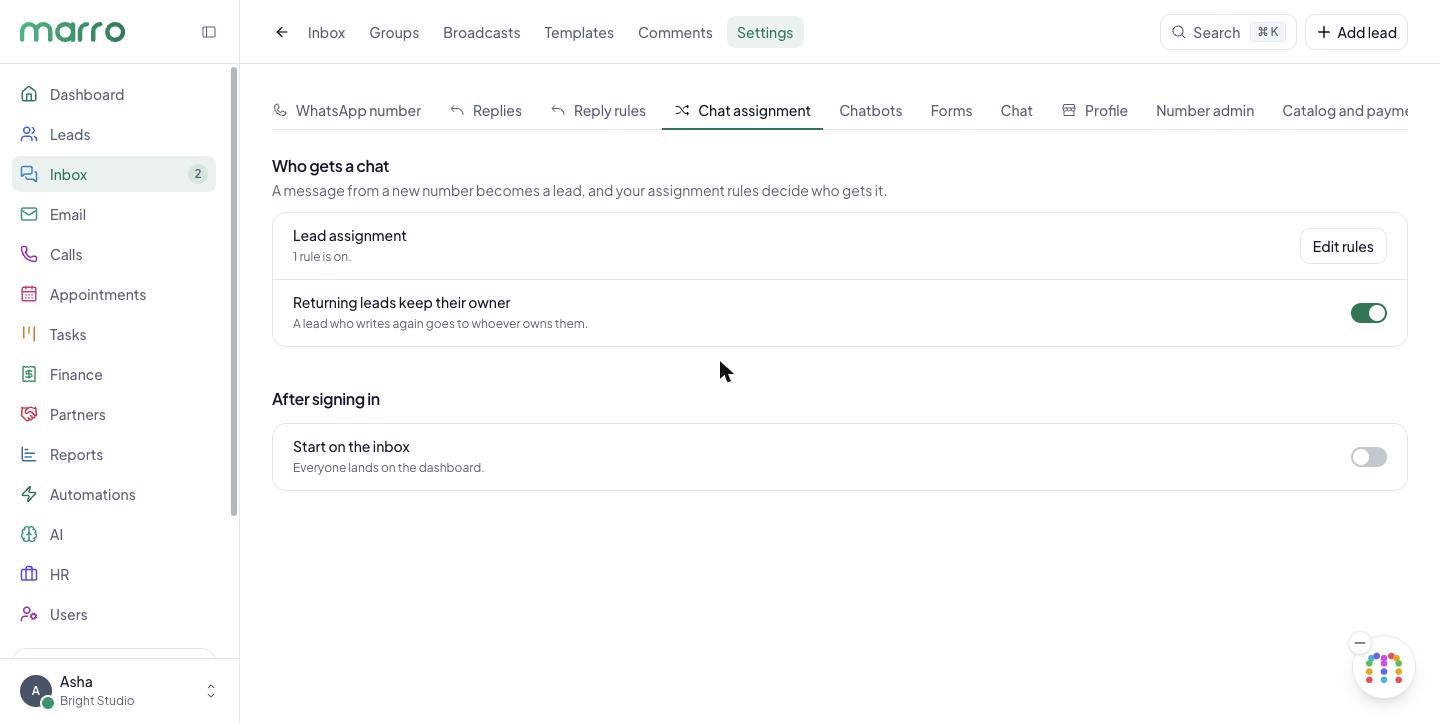 marro
Inbox
Groups
Broadcasts
Templates
Comments
Settings
Search
⌘ K
Add lead
Dashboard
Leads
Inbox
2
Email
Calls
Appointments
Tasks
Finance
Partners
Reports
Automations
AI
HR
Users
A
Asha
Bright Studio
WhatsApp number
Replies
Reply rules
Chat assignment
Chatbots
Forms
Chat
Profile
Number admin
Catalog and payme
Who gets a chat
A message from a new number becomes a lead, and your assignment rules decide who gets it.
Lead assignment
1 rule is on.
Edit rules
Returning leads keep their owner
A lead who writes again goes to whoever owns them.
After signing in
Start on the inbox
Everyone lands on the dashboard.